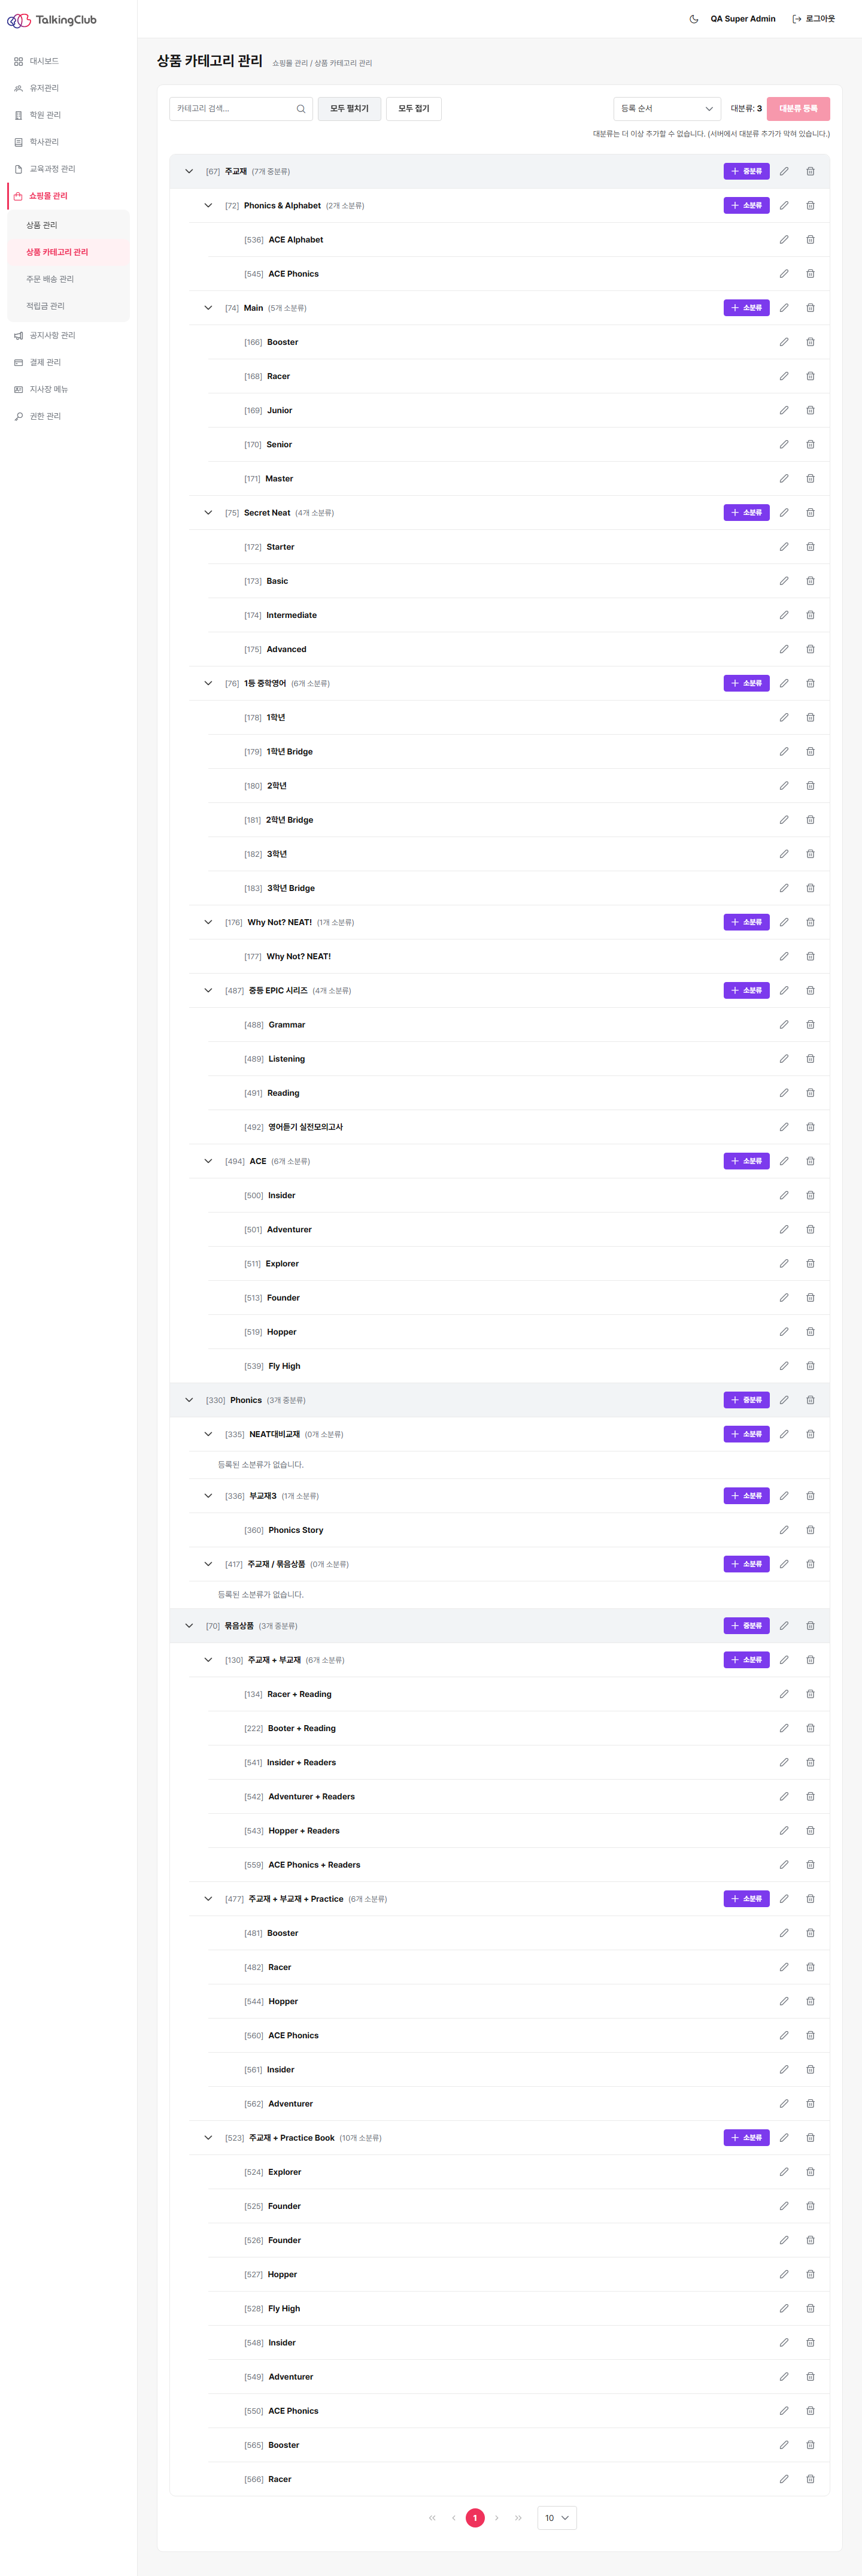 TalkingClub
QA Super Admin
로그아웃
대시보드
유저관리
학원 관리
학사관리
교육과정 관리
쇼핑몰 관리
상품 관리
상품 카테고리 관리
주문 배송 관리
적립금 관리
공지사항 관리
결제 관리
지사장 메뉴
권한 관리
상품 카테고리 관리 쇼핑몰 관리 / 상품 카테고리 관리
카테고리 검색... 모두 펼치기 모두 접기 등록 순서 대분류: 3 대분류 등록
대분류는 더 이상 추가할 수 없습니다. (서버에서 대분류 추가가 막혀 있습니다.)
[67] 주교재 (7개 중분류) + 중분류
[72] Phonics & Alphabet (2개 소분류) + 소분류
[536] ACE Alphabet
[545] ACE Phonics
[74] Main (5개 소분류) + 소분류
[166] Booster
[168] Racer
[169] Junior
[170] Senior
[171] Master
[75] Secret Neat (4개 소분류) + 소분류
[172] Starter
[173] Basic
[174] Intermediate
[175] Advanced
[76] 1등 중학영어 (6개 소분류) + 소분류
[178] 1학년
[179] 1학년 Bridge
[180] 2학년
[181] 2학년 Bridge
[182] 3학년
[183] 3학년 Bridge
[176] Why Not? NEAT! (1개 소분류) + 소분류
[177] Why Not? NEAT!
[487] 중등 EPIC 시리즈 (4개 소분류) + 소분류
[488] Grammar
[489] Listening
[491] Reading
[492] 영어듣기 실전모의고사
[494] ACE (6개 소분류) + 소분류
[500] Insider
[501] Adventurer
[511] Explorer
[513] Founder
[519] Hopper
[539] Fly High
[330] Phonics (3개 중분류) + 중분류
[335] NEAT대비교재 (0개 소분류) + 소분류
등록된 소분류가 없습니다.
[336] 부교재3 (1개 소분류) + 소분류
[360] Phonics Story
[417] 주교재 / 묶음상품 (0개 소분류) + 소분류
등록된 소분류가 없습니다.
[70] 묶음상품 (3개 중분류) + 중분류
[130] 주교재 + 부교재 (6개 소분류) + 소분류
[134] Racer + Reading
[222] Booter + Reading
[541] Insider + Readers
[542] Adventurer + Readers
[543] Hopper + Readers
[559] ACE Phonics + Readers
[477] 주교재 + 부교재 + Practice (6개 소분류) + 소분류
[481] Booster
[482] Racer
[544] Hopper
[560] ACE Phonics
[561] Insider
[562] Adventurer
[523] 주교재 + Practice Book (10개 소분류) + 소분류
[524] Explorer
[525] Founder
[526] Founder
[527] Hopper
[528] Fly High
[548] Insider
[549] Adventurer
[550] ACE Phonics
[565] Booster
[566] Racer
1
10